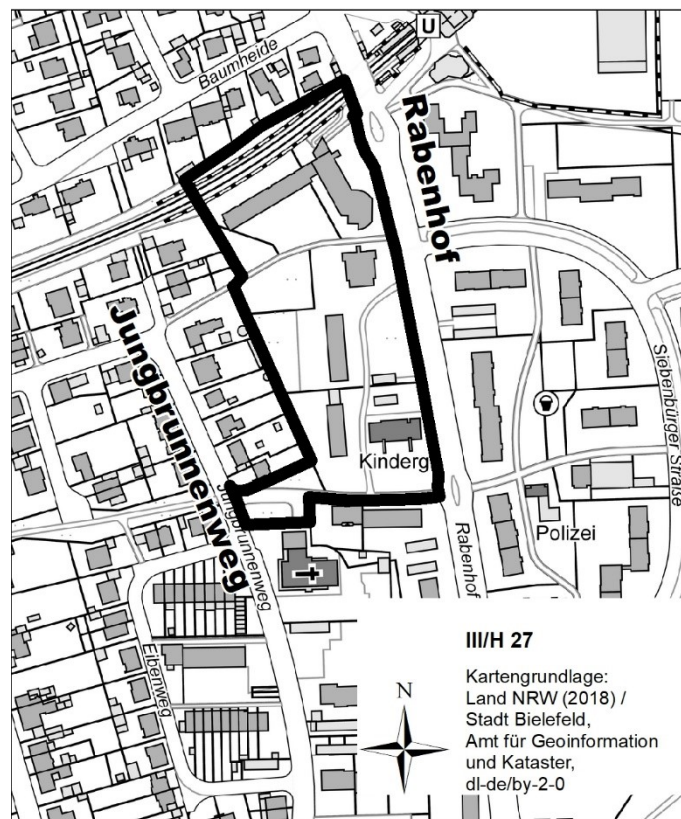 U
Baumheide
Rabenhof
Jungbrunnenweg
Siebenbürger Straße
Kinderg.
Jungbrunnenweg
Rabenhof
Polizei
Eibenweg
III/H 27
N
Kartengrundlage:
Land NRW (2018) /
Stadt Bielefeld,
Amt für Geoinformation
und Kataster,
dl-de/by-2-0